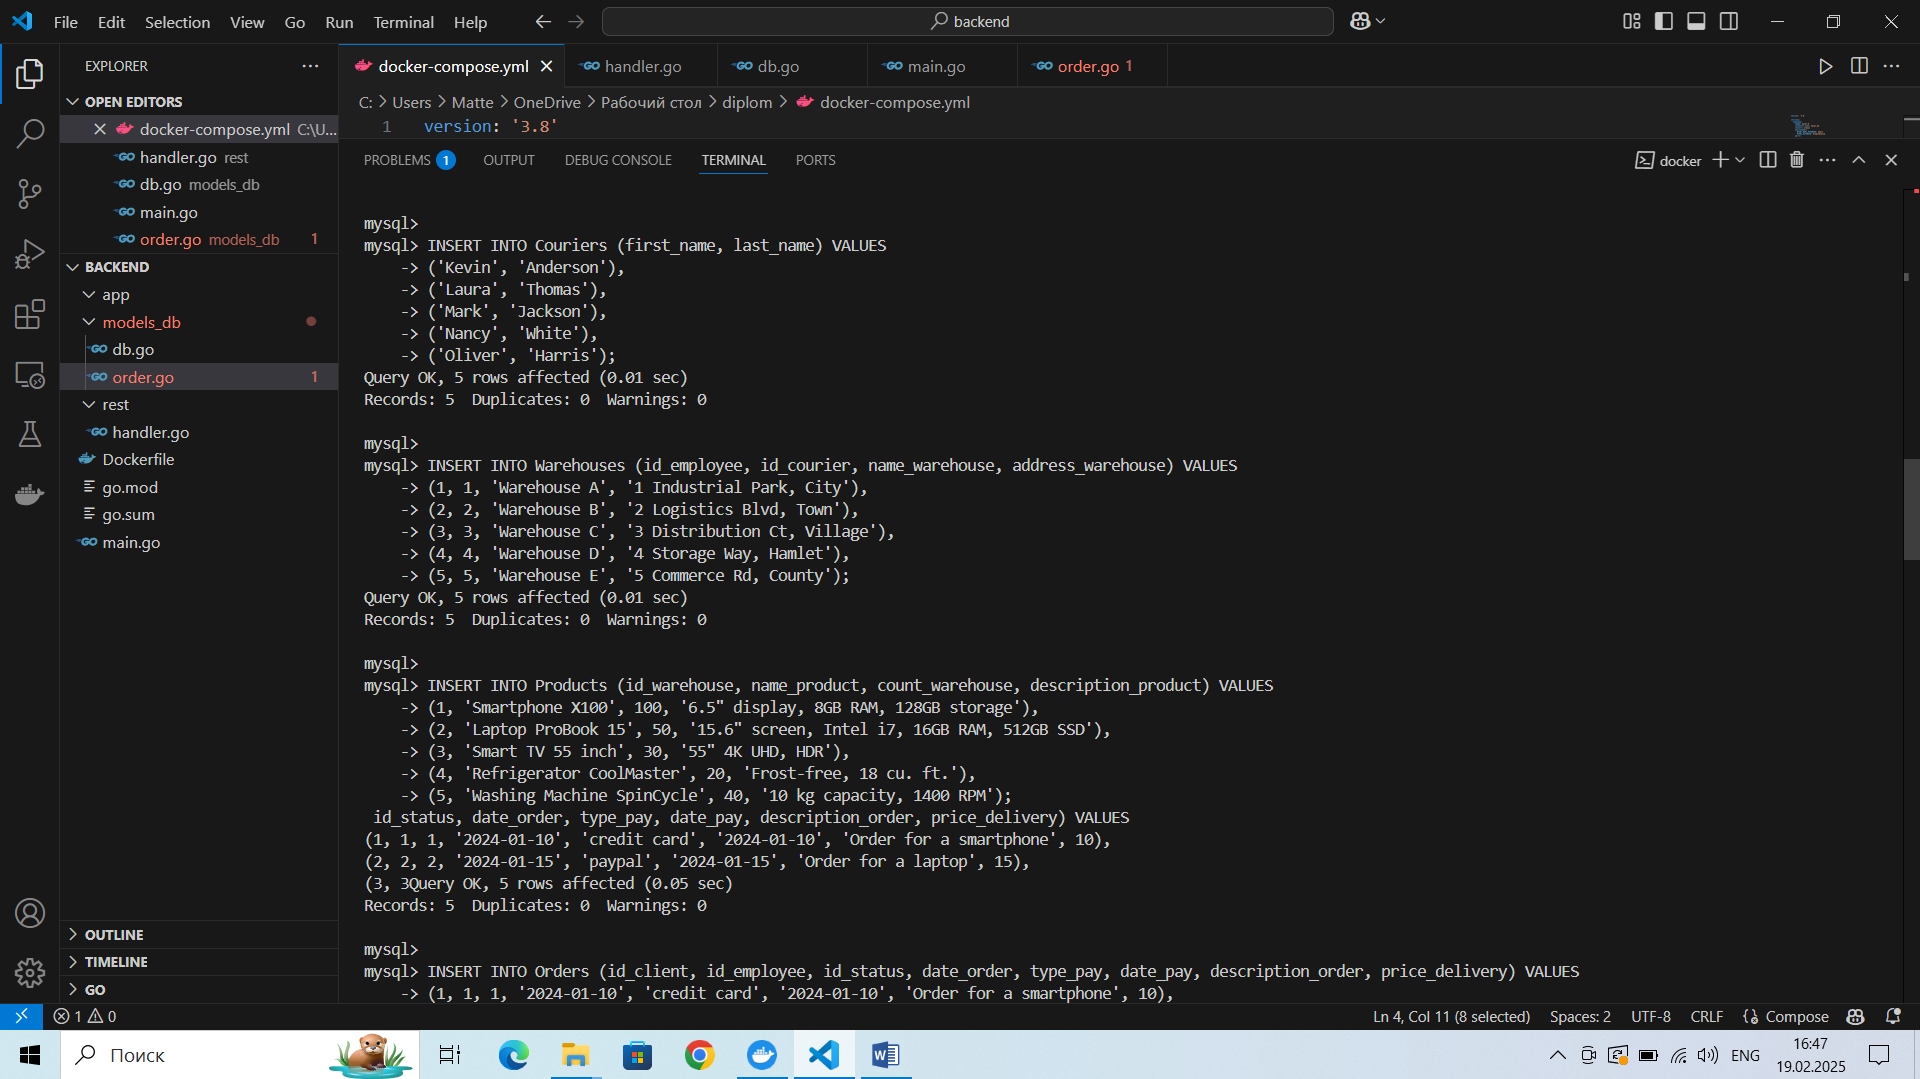 File Edit Selection View Go Run Terminal Help
backend
EXPLORER
OPEN EDITORS
docker-compose.yml C:\U...
handler.go rest
db.go models_db
main.go
order.go models_db 1
BACKEND
app
models_db
db.go
order.go 1
rest
handler.go
Dockerfile
go.mod
go.sum
main.go
OUTLINE
TIMELINE
GO
docker-compose.yml
handler.go
db.go
main.go
order.go 1
C: > Users > Matte > OneDrive > Рабочий стол > diplom > docker-compose.yml
1 version: '3.8'
PROBLEMS 1 OUTPUT DEBUG CONSOLE TERMINAL PORTS
docker
mysql>
mysql> INSERT INTO Couriers (first_name, last_name) VALUES
-> ('Kevin', 'Anderson'),
-> ('Laura', 'Thomas'),
-> ('Mark', 'Jackson'),
-> ('Nancy', 'White'),
-> ('Oliver', 'Harris');
Query OK, 5 rows affected (0.01 sec)
Records: 5  Duplicates: 0  Warnings: 0
mysql>
mysql> INSERT INTO Warehouses (id_employee, id_courier, name_warehouse, address_warehouse) VALUES
-> (1, 1, 'Warehouse A', '1 Industrial Park, City'),
-> (2, 2, 'Warehouse B', '2 Logistics Blvd, Town'),
-> (3, 3, 'Warehouse C', '3 Distribution Ct, Village'),
-> (4, 4, 'Warehouse D', '4 Storage Way, Hamlet'),
-> (5, 5, 'Warehouse E', '5 Commerce Rd, County');
Query OK, 5 rows affected (0.01 sec)
Records: 5  Duplicates: 0  Warnings: 0
mysql>
mysql> INSERT INTO Products (id_warehouse, name_product, count_warehouse, description_product) VALUES
-> (1, 'Smartphone X100', 100, '6.5" display, 8GB RAM, 128GB storage'),
-> (2, 'Laptop ProBook 15', 50, '15.6" screen, Intel i7, 16GB RAM, 512GB SSD'),
-> (3, 'Smart TV 55 inch', 30, '55" 4K UHD, HDR'),
-> (4, 'Refrigerator CoolMaster', 20, 'Frost-free, 18 cu. ft.'),
-> (5, 'Washing Machine SpinCycle', 40, '10 kg capacity, 1400 RPM');
id_status, date_order, type_pay, date_pay, description_order, price_delivery) VALUES
(1, 1, 1, '2024-01-10', 'credit card', '2024-01-10', 'Order for a smartphone', 10),
(2, 2, 2, '2024-01-15', 'paypal', '2024-01-15', 'Order for a laptop', 15),
(3, 3Query OK, 5 rows affected (0.05 sec)
Records: 5  Duplicates: 0  Warnings: 0
mysql>
mysql> INSERT INTO Orders (id_client, id_employee, id_status, date_order, type_pay, date_pay, description_order, price_delivery) VALUES
-> (1, 1, 1, '2024-01-10', 'credit card', '2024-01-10', 'Order for a smartphone', 10),
1 0
Ln 4, Col 11 (8 selected) Spaces: 2 UTF-8 CRLF Compose
Поиск
ENG
16:47
19.02.2025